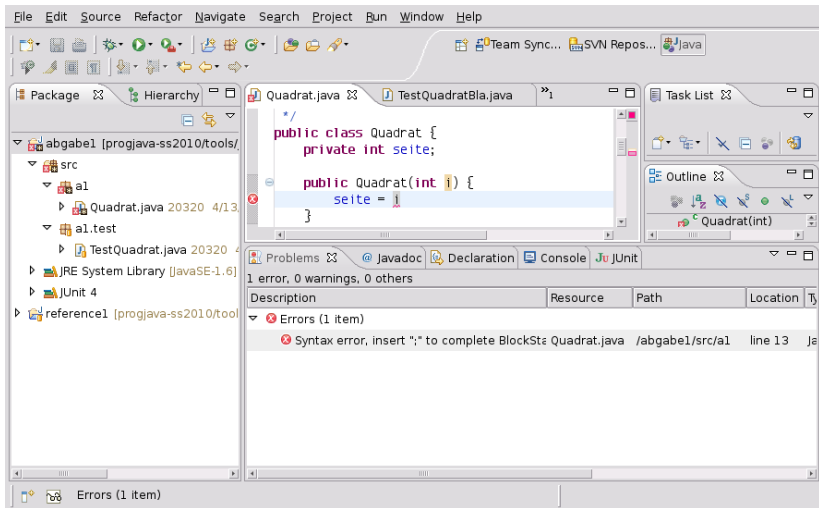 File Edit Source Refactor Navigate Search Project Run Window Help
Team Sync... SVN Repos... Java
Package Hierarchy
abgabe1 [progjava-ss2010/tools/
src
a1
Quadrat.java 20320 4/13
a1.test
TestQuadrat.java 20320 4
JRE System Library [JavaSE-1.6]
JUnit 4
reference1 [progjava-ss2010/tool
Quadrat.java TestQuadratBla.java »1
*/
public class Quadrat {
private int seite;
public Quadrat(int i) {
seite = i
}
Task List
Outline
Quadrat(int)
Problems @ Javadoc Declaration Console JUnit
1 error, 0 warnings, 0 others
Description Resource Path Location Ty
Errors (1 item)
Syntax error, insert ";" to complete BlockSta Quadrat.java /abgabe1/src/a1 line 13 Ja
Errors (1 item)